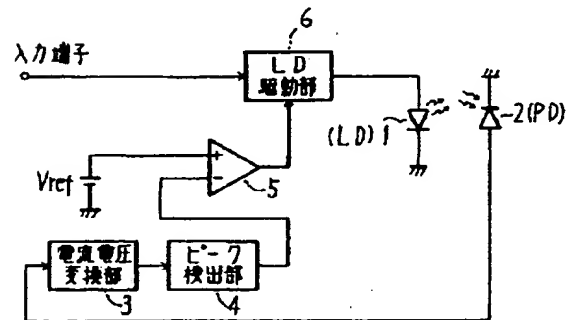 6
入力端子
LD
駆動部
(LD)1
2(PD)
Vref
+
-
5
電流電圧
変換部
ピーク
検出部
3
4